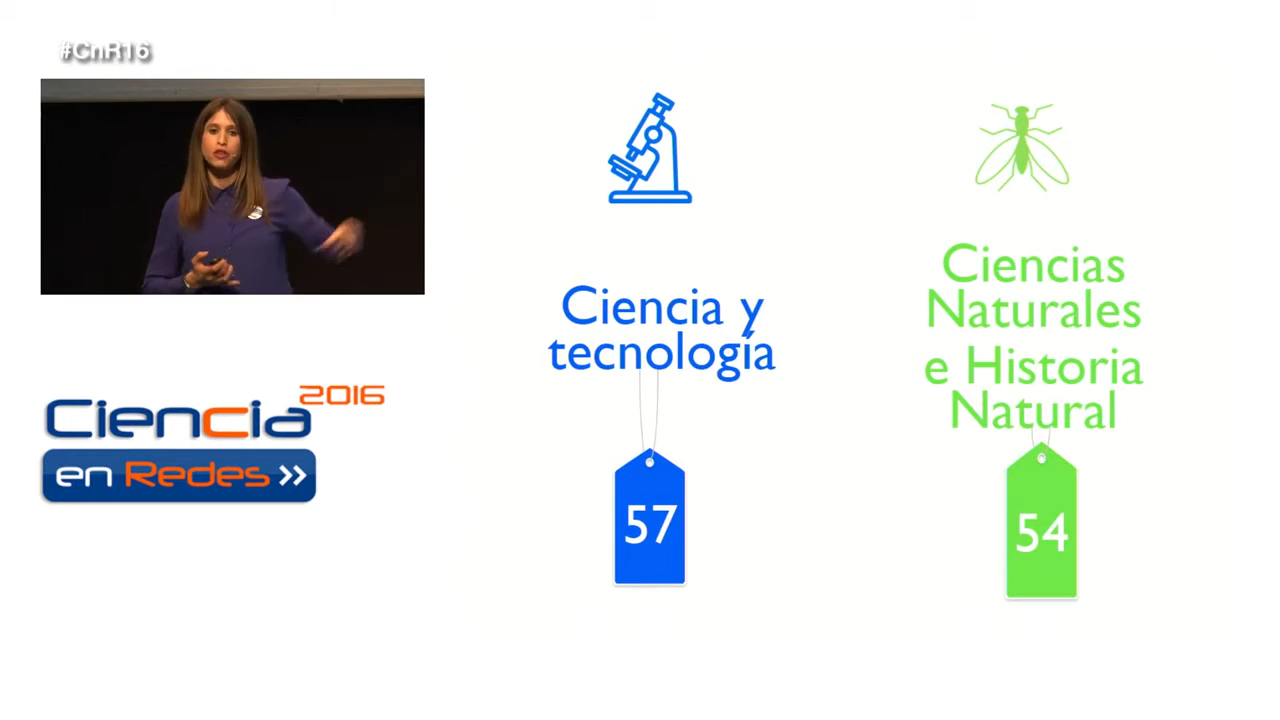 #CnR16
Ciencia 2016
en Redes >>
Ciencia y
tecnología
57
Ciencias
Naturales
e Historia
Natural
54